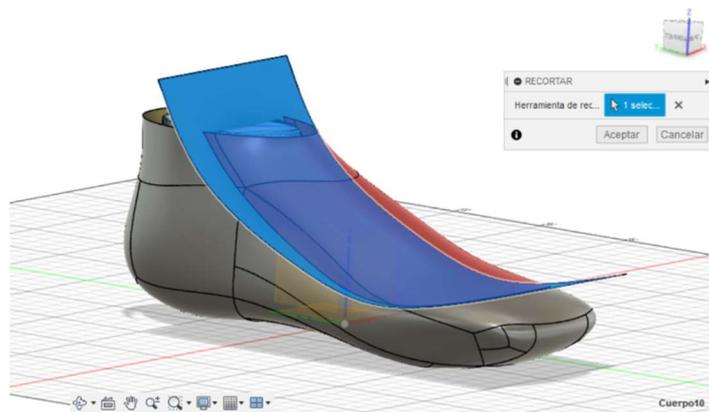 Z
RECORTAR
Herramienta de rec... 1 selec...
Aceptar Cancelar
Cuerpo10